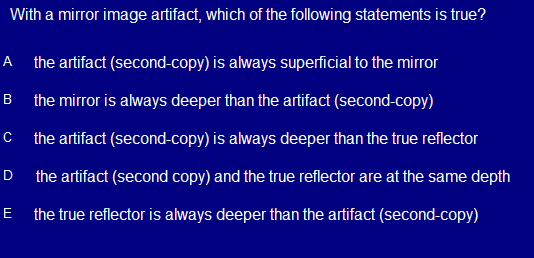 With a mirror image artifact, which of the following statements is true?
A the artifact (second-copy) is always superficial to the mirror
B the mirror is always deeper than the artifact (second-copy)
C the artifact (second-copy) is always deeper than the true reflector
D the artifact (second copy) and the true reflector are at the same depth
E the true reflector is always deeper than the artifact (second-copy)